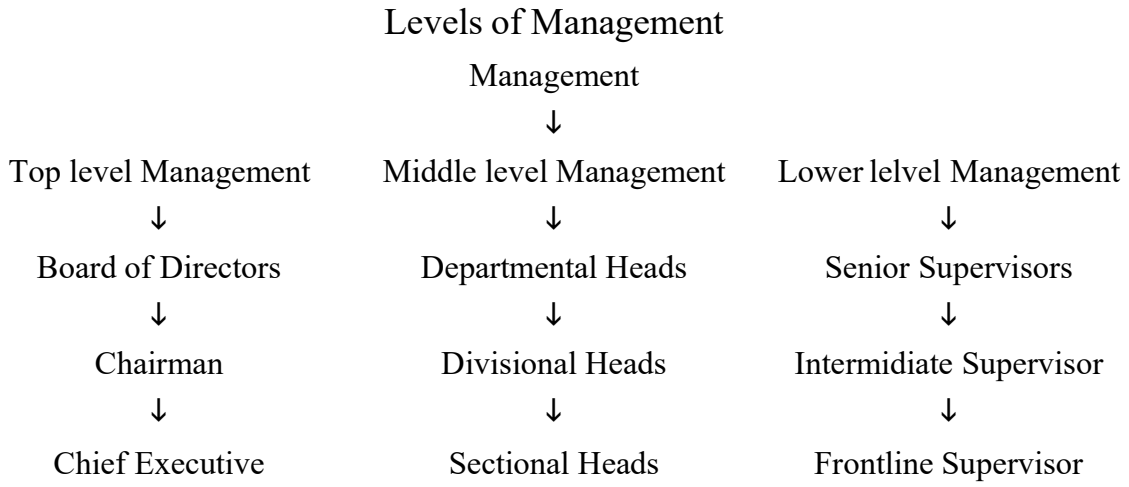 Levels of Management
Management
↓
Top level Management Middle level Management Lower lelvel Management
↓ ↓ ↓
Board of Directors Departmental Heads Senior Supervisors
↓ ↓ ↓
Chairman Divisional Heads Intermidiate Supervisor
↓ ↓ ↓
Chief Executive Sectional Heads Frontline Supervisor